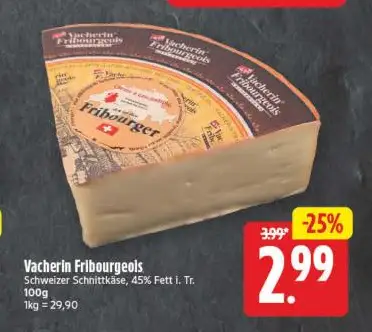 Vacherin
Fribourgeois
Vacherin
Fribourgeois
Vacherin
Fribourgeois
Fribourger
-25%
3.99*
2.99
Vacherin Fribourgeois
Schweizer Schnittkäse, 45% Fett i. Tr.
100g
1kg = 29,90